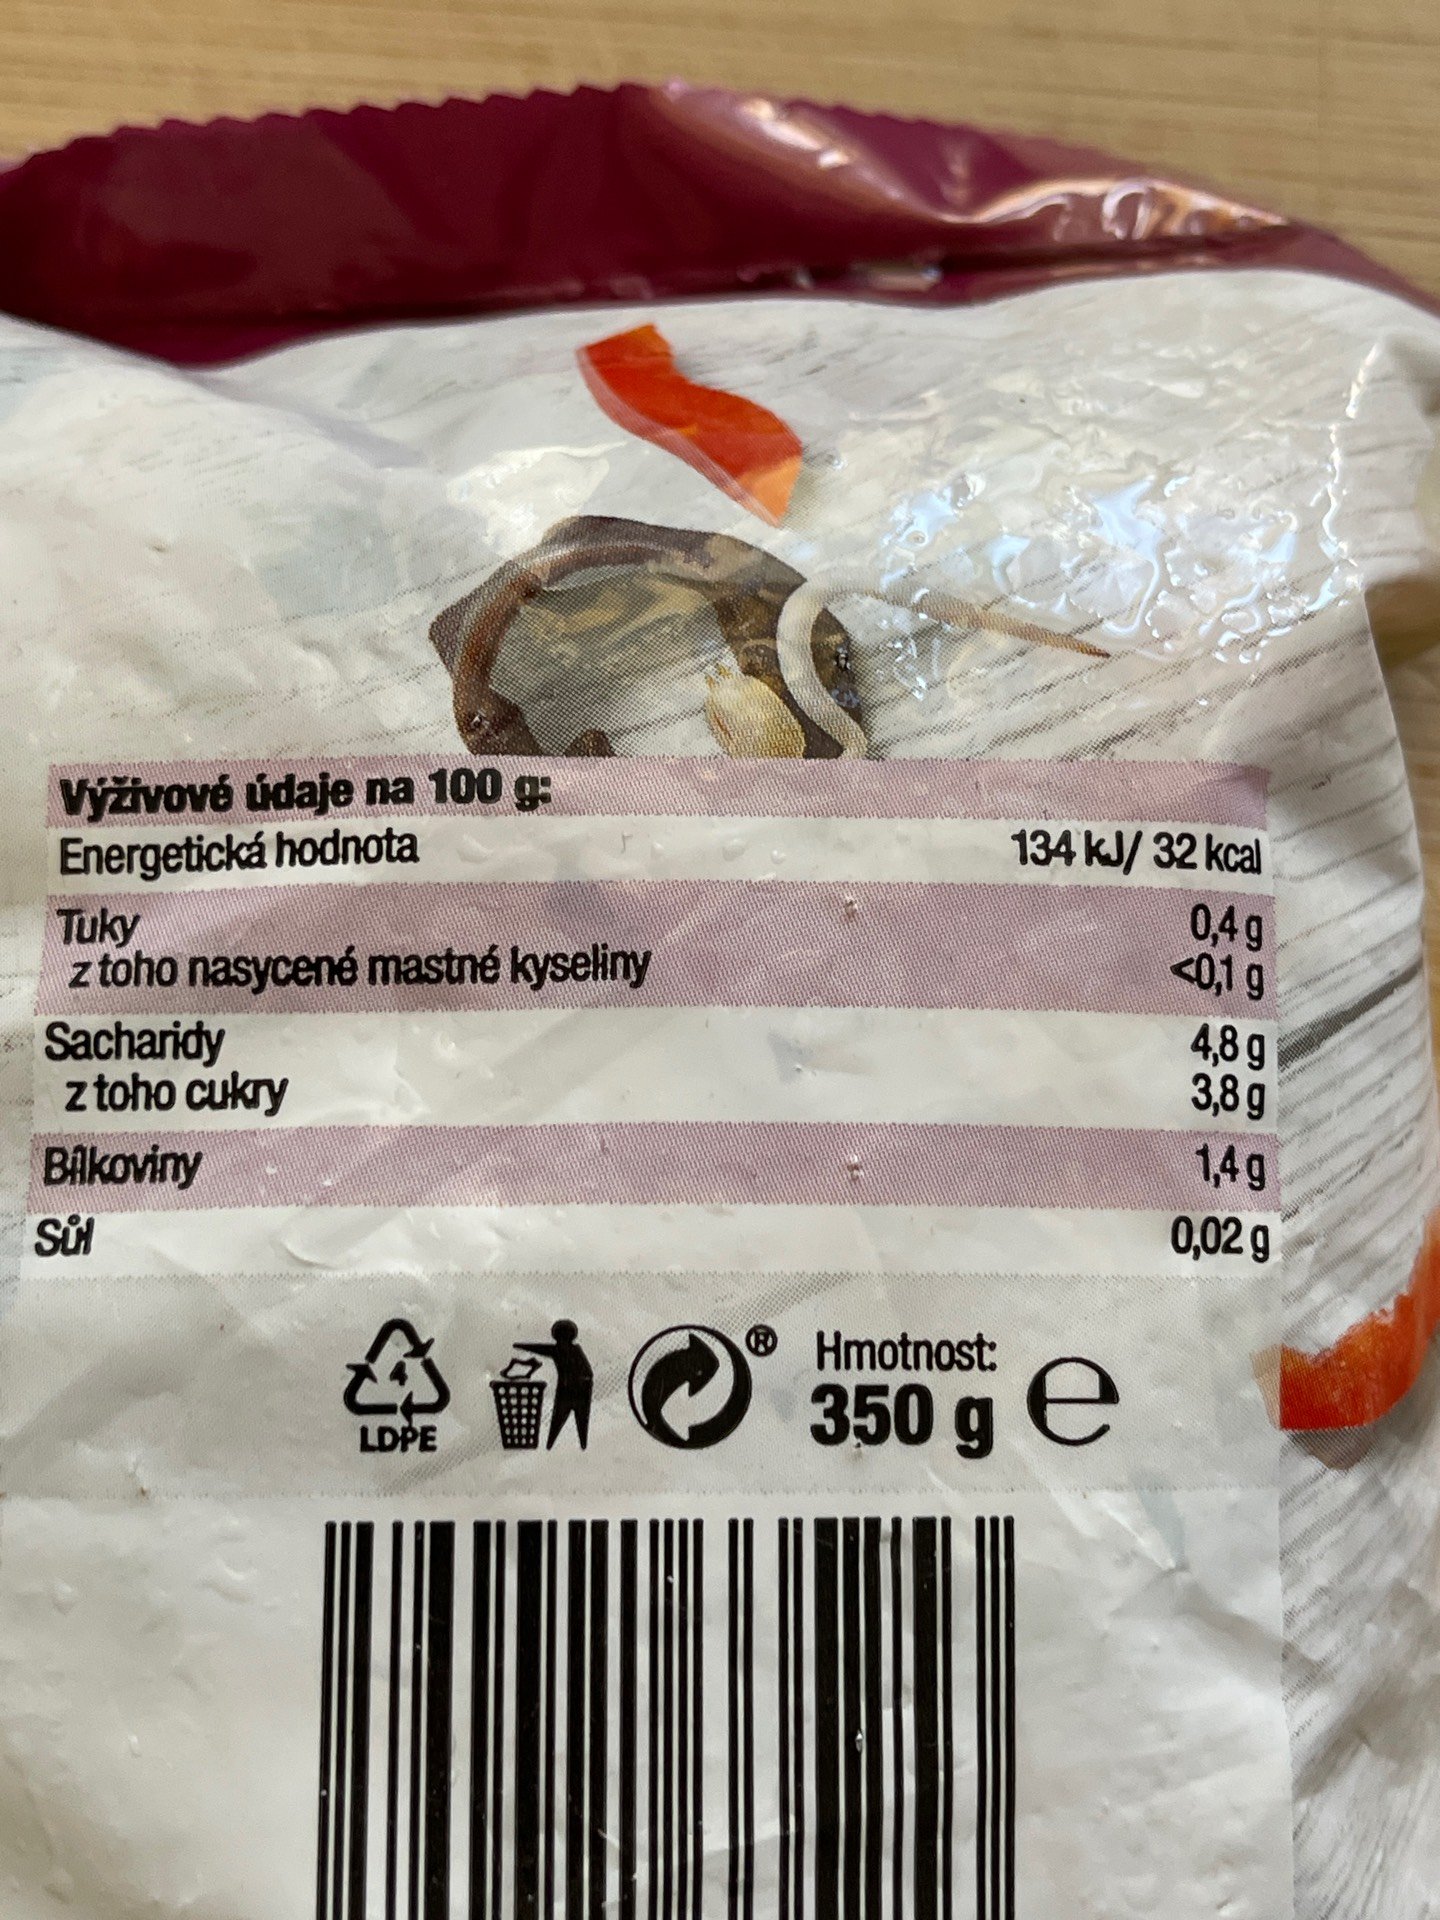 Výživové údaje na 100 g:
Energetická hodnota 134 kJ/ 32 kcal
Tuky 0,4 g
z toho nasycené mastné kyseliny <0,1 g
Sacharidy 4,8 g
z toho cukry 3,8 g
Bílkoviny 1,4 g
Sůl 0,02 g
4
LDPE
®
Hmotnost:
350 g e